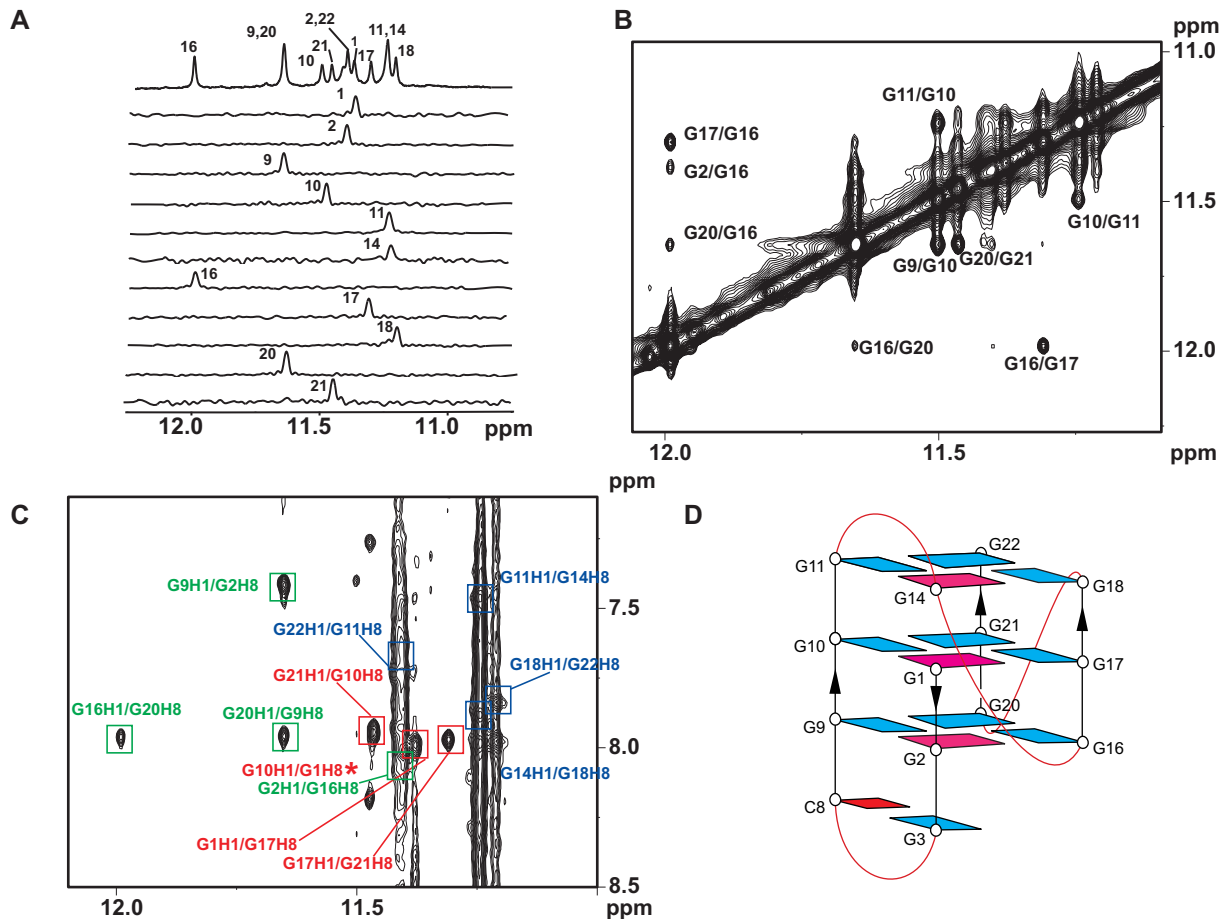 A
2,22
9,20
1
11,14
16
21
10
17
18
1
2
9
10
11
14
16
17
18
20
21
12.0
11.5
11.0
ppm
B
ppm
11.0
G11/G10
G17/G16
G2/G16
11.5
G10/G11
G20/G16
G9/G10
G20/G21
G16/G20
G16/G17
12.0
12.0
11.5
ppm
C
ppm
G9H1/G2H8
G11H1/G14H8
7.5
G22H1/G11H8
G18H1/G22H8
G21H1/G10H8
G16H1/G20H8
G20H1/G9H8
8.0
G10H1/G1H8*
G14H1/G18H8
G2H1/G16H8
G1H1/G17H8
G17H1/G21H8
8.5
12.0
11.5
ppm
D
G22
G11
G18
G14
G21
G10
G17
G1
G20
G9
G16
G2
C8
G3